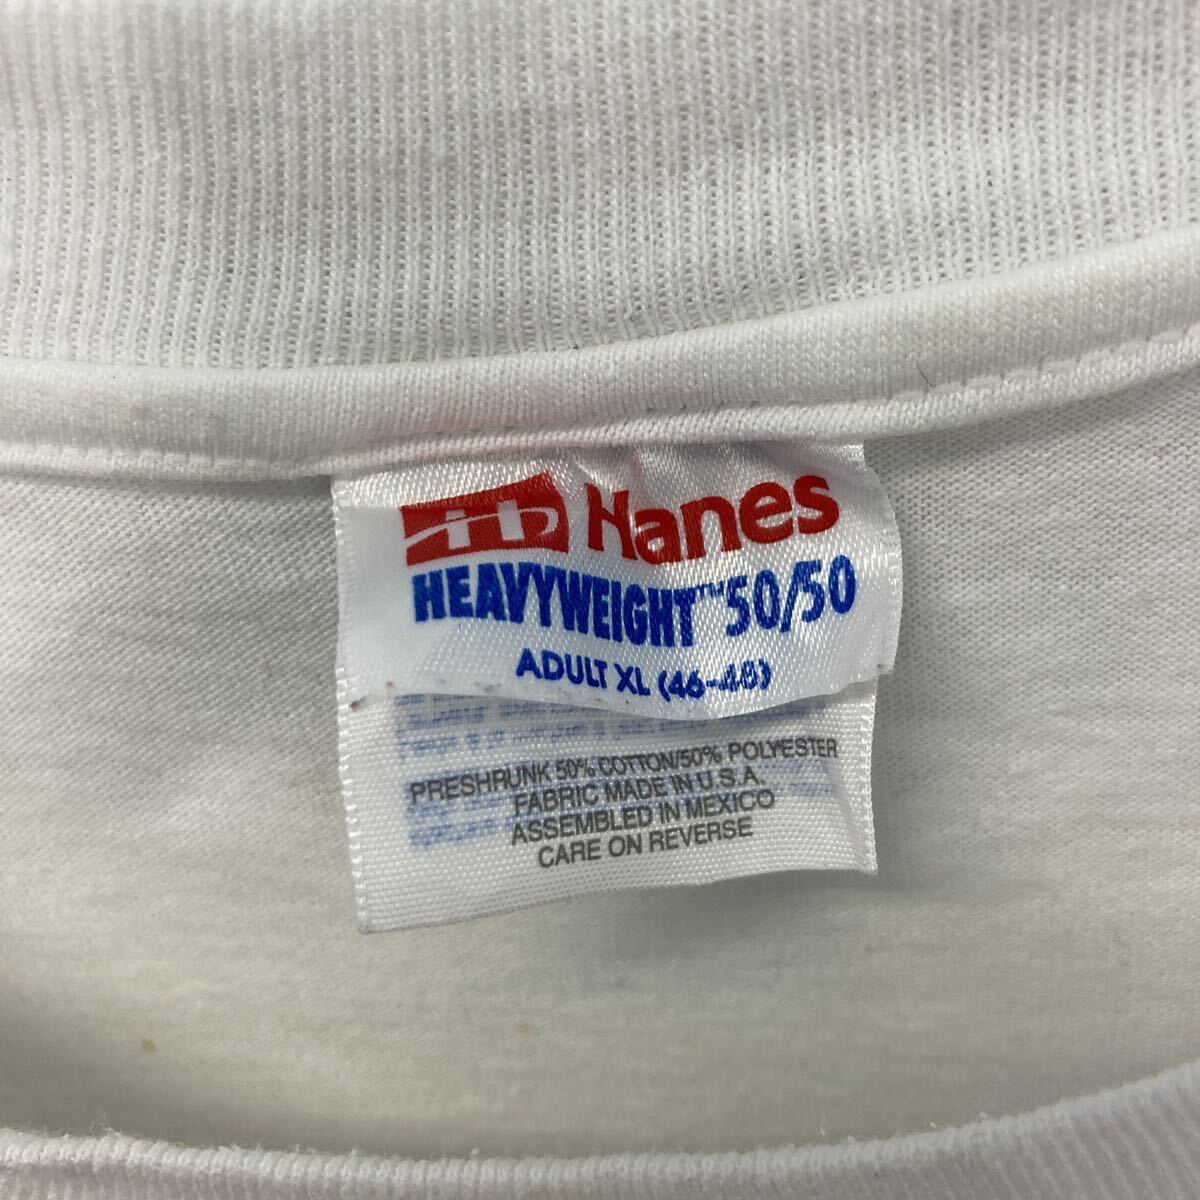 Hanes
HEAVYWEIGHT™ 50/50
ADULT XL (46-48)
PRESHRUNK 50% COTTON/50% POLYESTER
FABRIC MADE IN U.S.A.
ASSEMBLED IN MEXICO
CARE ON REVERSE